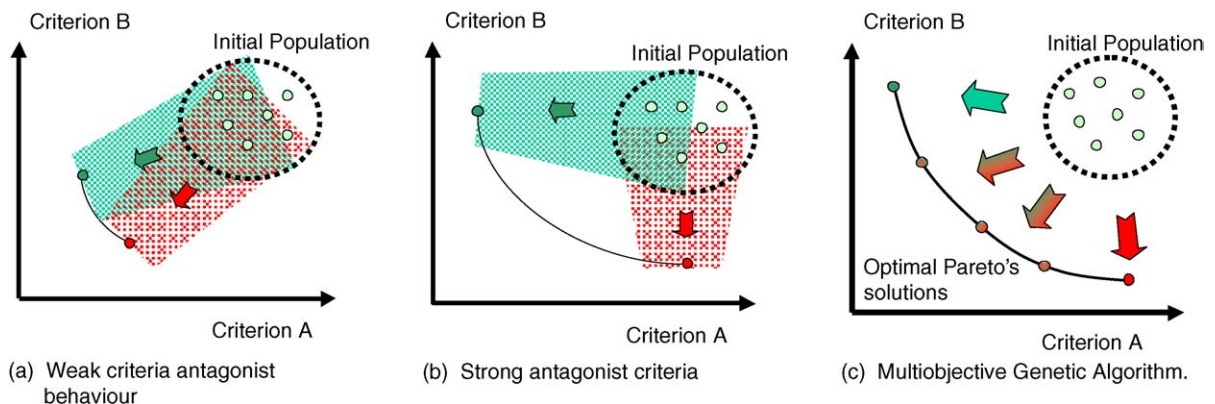 Criterion B
Initial Population
Criterion A
(a) Weak criteria antagonist
behaviour
Criterion B
Initial Population
Criterion A
(b) Strong antagonist criteria
Criterion B
Initial Population
Optimal Pareto's
solutions
Criterion A
(c) Multiobjective Genetic Algorithm.